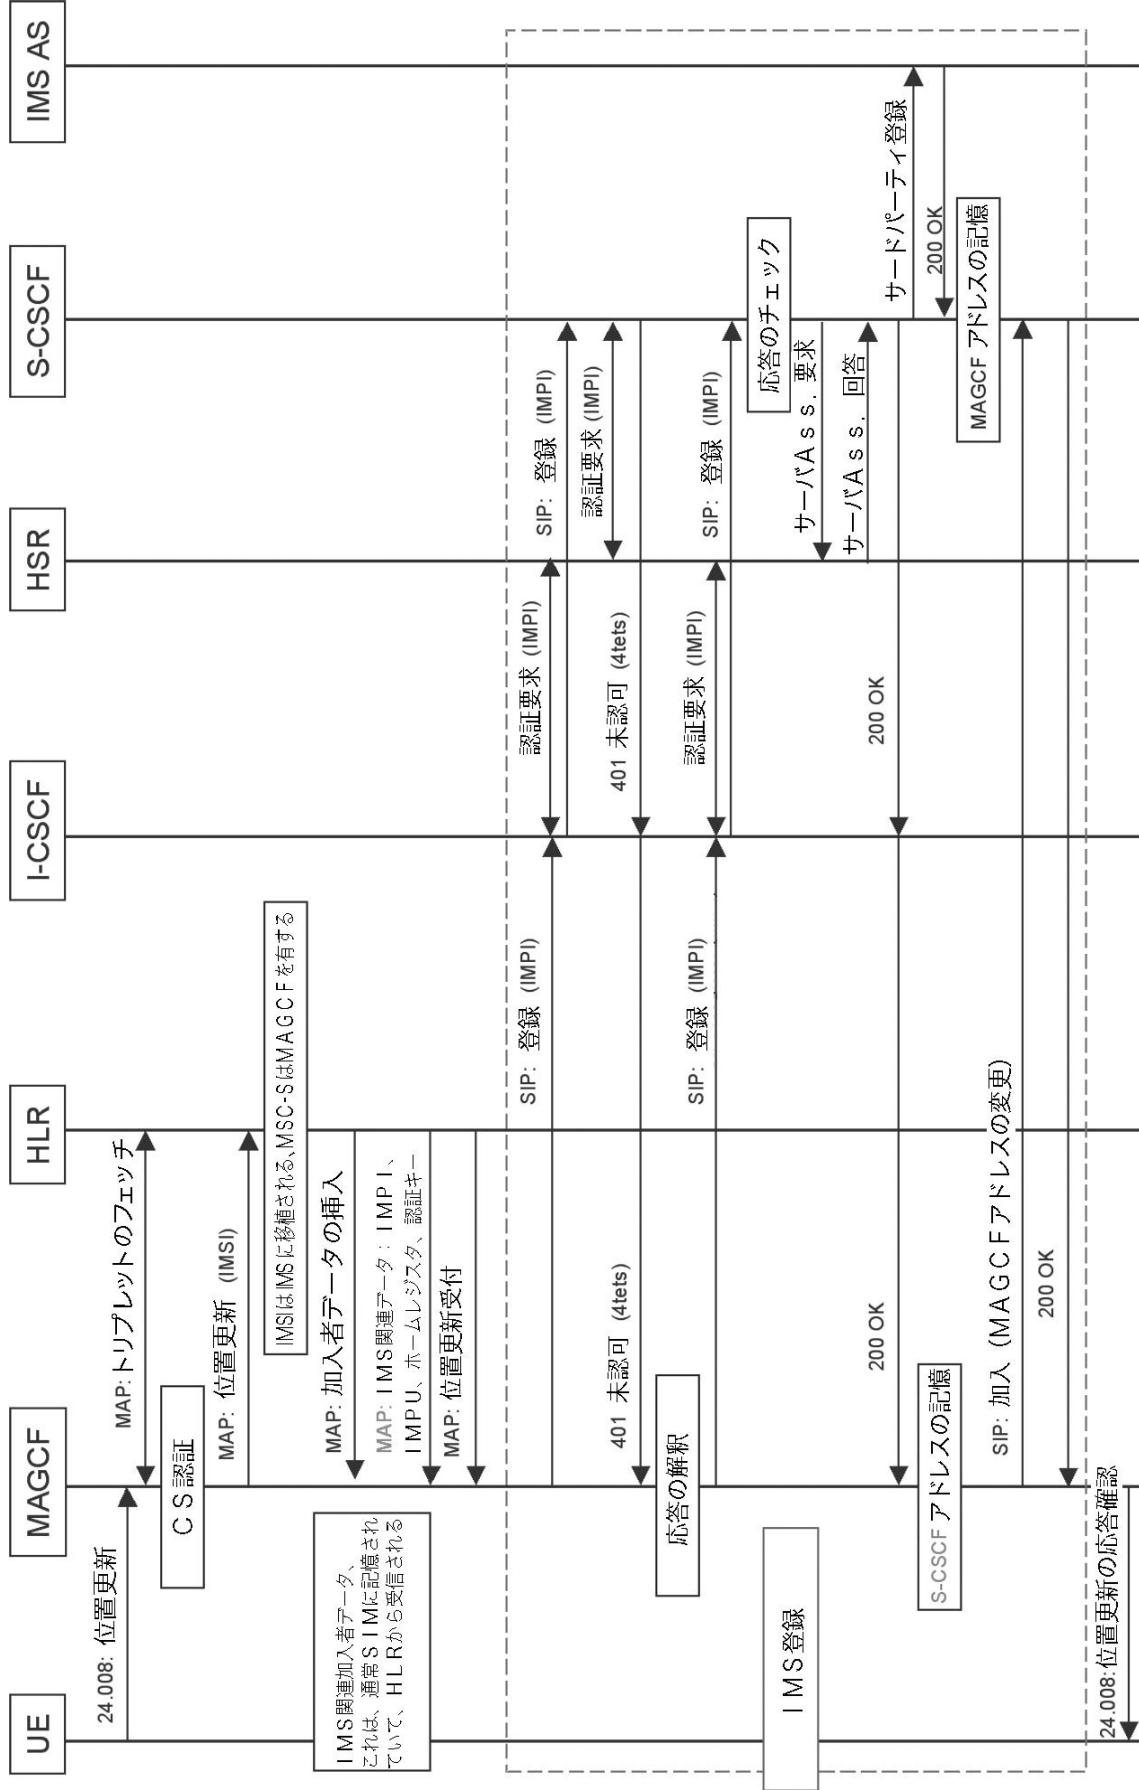 UE
MAGCF
HLR
I-CSCF
HSR
S-CSCF
IMS AS
24.008: 位置更新
MAP: トリプレットのフェッチ
ＣＳ認証
MAP: 位置更新 (IMSI)
IMSIはIMSに移植される、MSC-SはMAGCFを有する
IMS関連加入者データ、
これは、通常SIMに記憶され
ていて、HLRから受信される
MAP: 加入者データの挿入
MAP: IMS関連データ: IMPI、
IMPU、ホームレジスタ、認証キー
MAP: 位置更新受付
SIP: 登録 (IMPI)
認証要求 (IMPI)
SIP: 登録 (IMPI)
認証要求 (IMPI)
401 未認可 (4tets)
401 未認可 (4tets)
応答の解釈
SIP: 登録 (IMPI)
認証要求 (IMPI)
SIP: 登録 (IMPI)
応答のチェック
IMS登録
サーバＡｓｓ．要求
サーバＡｓｓ．回答
200 OK
200 OK
サードパーティ登録
200 OK
S-CSCF アドレスの記憶
MAGCF アドレスの記憶
SIP: 加入 (MAGCFアドレスの変更)
200 OK
24.008: 位置更新の応答確認